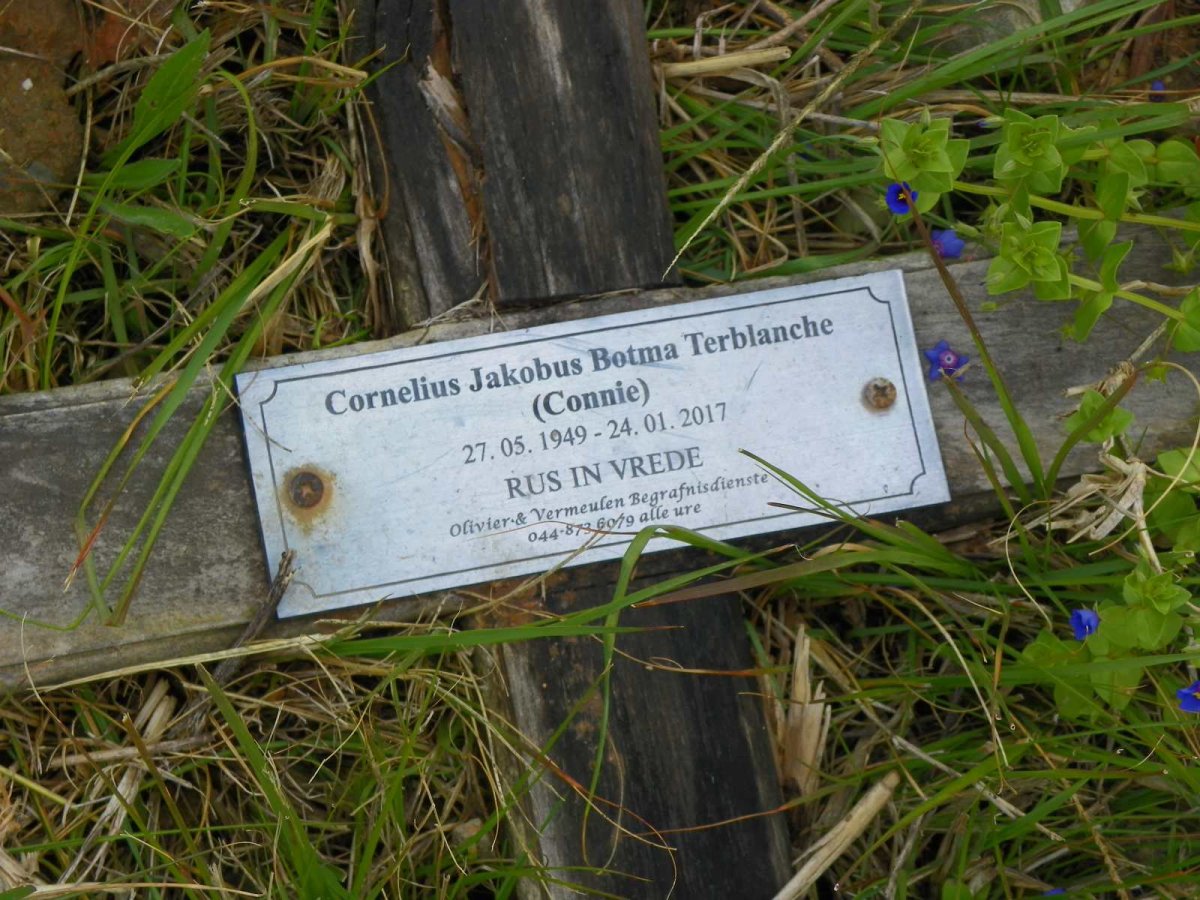 Cornelius Jakobus Botma Terblanche
(Connie)
27. 05. 1949 - 24. 01. 2017
RUS IN VREDE
Olivier & Vermeulen Begrafnisdienste
044-873 6079 alle ure